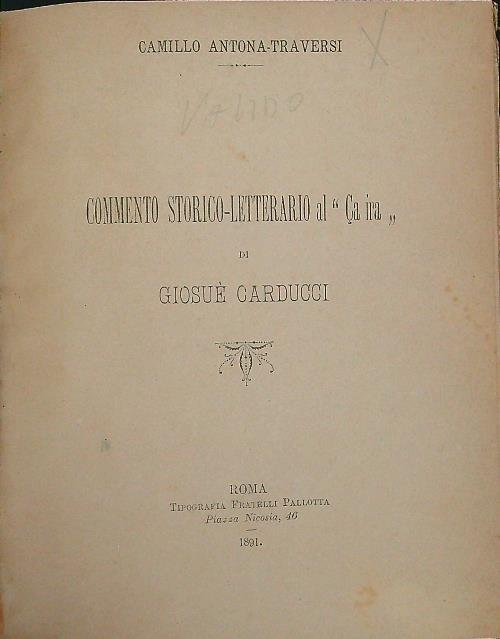 CAMILLO ANTONA-TRAVERSI
X
VALIDO
COMMENTO STORICO-LETTERARIO al “ Ça ira „
DI
GIOSUÈ CARDUCCI
ROMA
TIPOGRAFIA FRATELLI PALLOTTA
Piazza Nicosia, 46
1891.